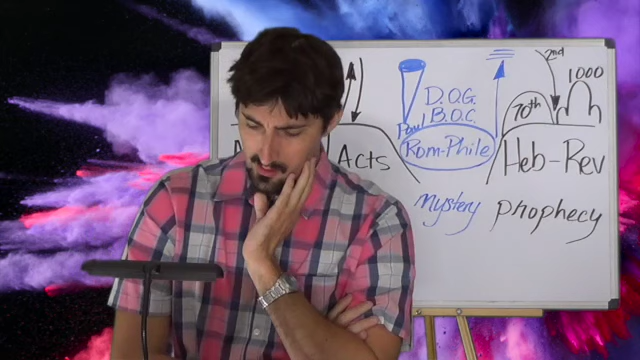 2nd
1000
D.O.G.
B.O.C.
70th
Paul
Acts
Rom-Phile
Heb-Rev
Mystery
prophecy